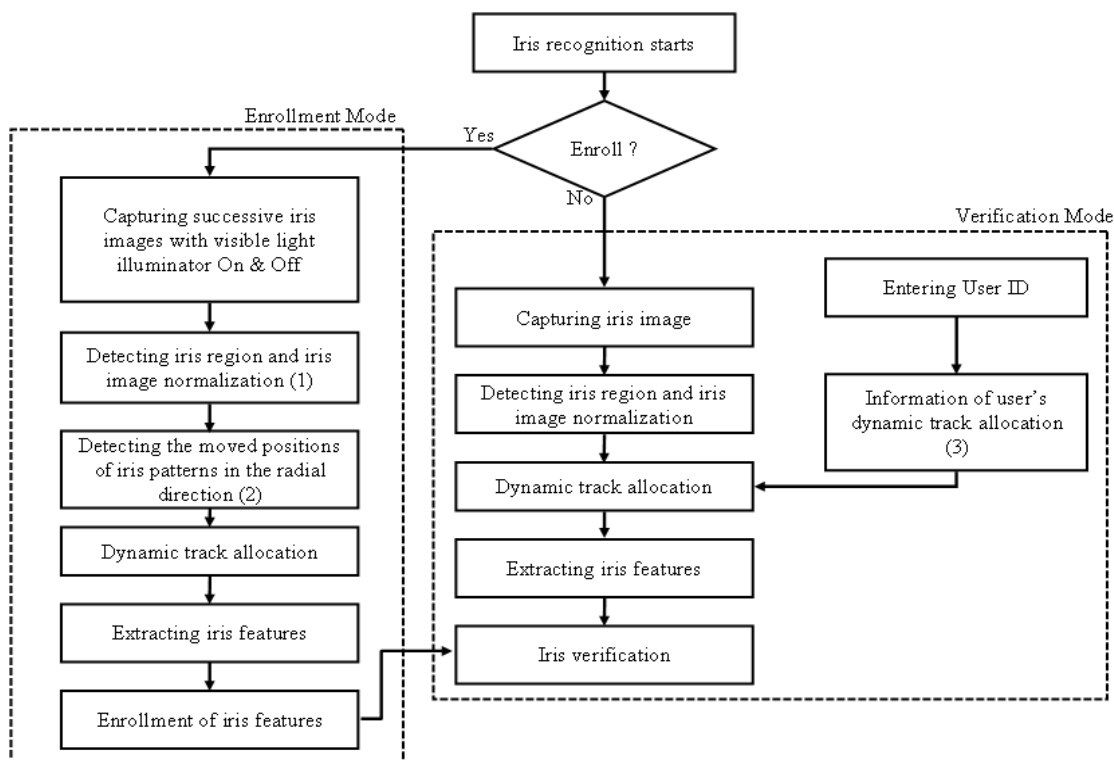 Iris recognition starts
Enrollment Mode
Yes
Enroll ?
No
Capturing successive iris
images with visible light
illuminator On & Off
Detecting iris region and iris
image normalization (1)
Detecting the moved positions
of iris patterns in the radial
direction (2)
Dynamic track allocation
Extracting iris features
Enrollment of iris features
Verification Mode
Capturing iris image
Detecting iris region and iris
image normalization
Dynamic track allocation
Extracting iris features
Iris verification
Entering User ID
Information of user’s
dynamic track allocation
(3)